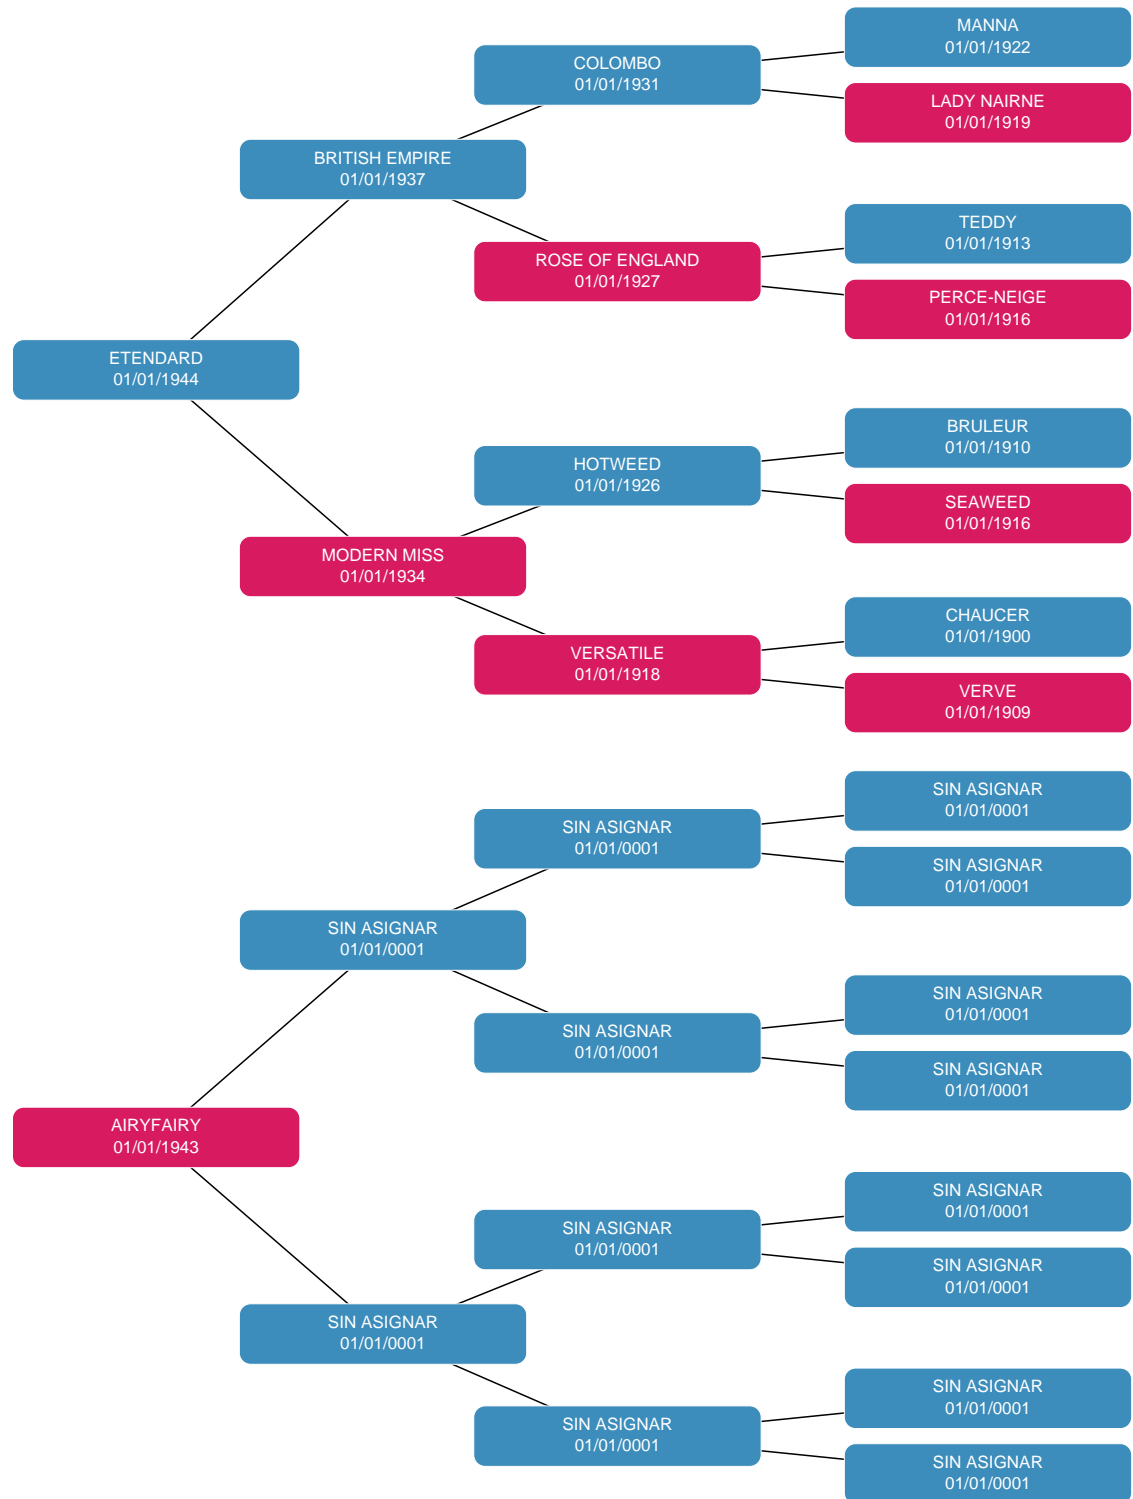 MANNA
01/01/1922
COLOMBO
01/01/1931
LADY NAIRNE
01/01/1919
BRITISH EMPIRE
01/01/1937
TEDDY
01/01/1913
ROSE OF ENGLAND
01/01/1927
PERCE-NEIGE
01/01/1916
ETENDARD
01/01/1944
BRULEUR
01/01/1910
HOTWEED
01/01/1926
SEAWEED
01/01/1916
MODERN MISS
01/01/1934
CHAUCER
01/01/1900
VERSATILE
01/01/1918
VERVE
01/01/1909
SIN ASIGNAR
01/01/0001
SIN ASIGNAR
01/01/0001
SIN ASIGNAR
01/01/0001
SIN ASIGNAR
01/01/0001
SIN ASIGNAR
01/01/0001
SIN ASIGNAR
01/01/0001
SIN ASIGNAR
01/01/0001
AIRYFAIRY
01/01/1943
SIN ASIGNAR
01/01/0001
SIN ASIGNAR
01/01/0001
SIN ASIGNAR
01/01/0001
SIN ASIGNAR
01/01/0001
SIN ASIGNAR
01/01/0001
SIN ASIGNAR
01/01/0001
SIN ASIGNAR
01/01/0001